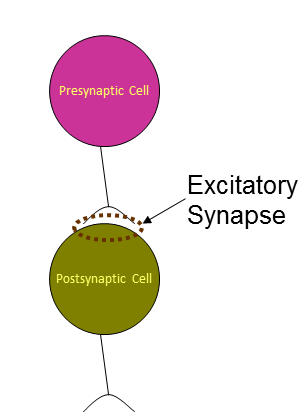 Presynaptic Cell
Excitatory
Synapse
Postsynaptic Cell